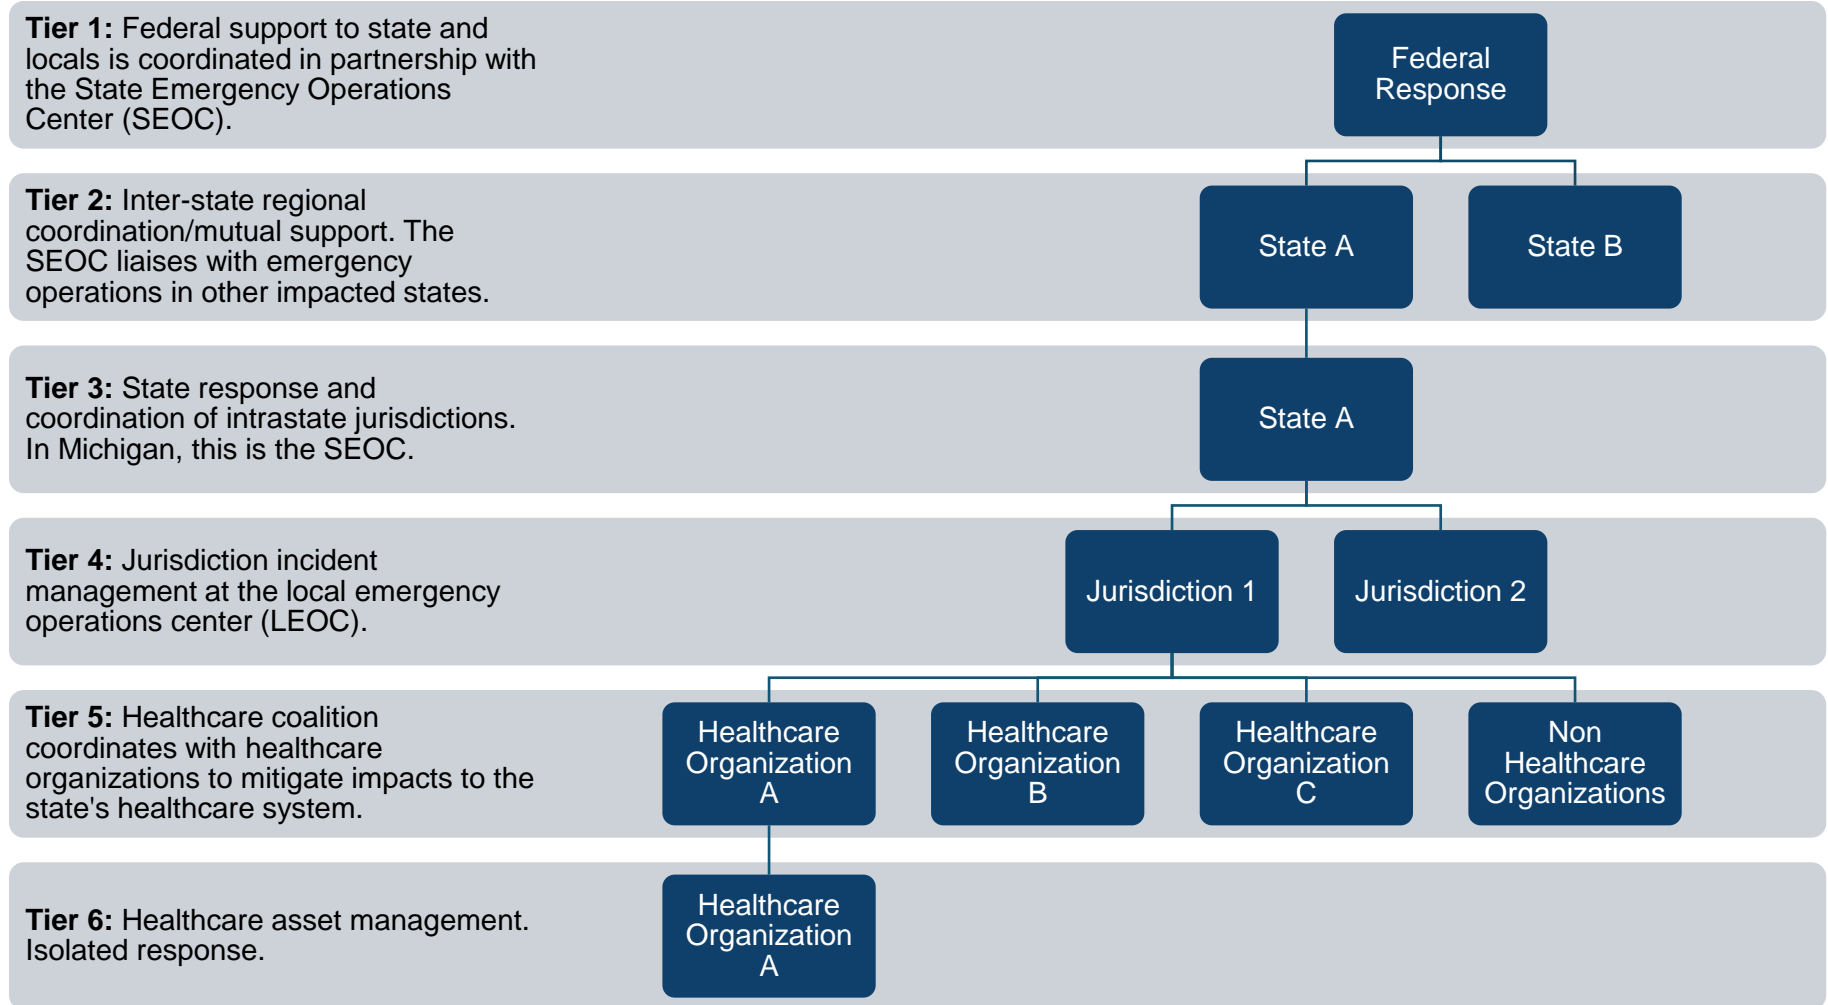 Tier 1: Federal support to state and
locals is coordinated in partnership with
the State Emergency Operations
Center (SEOC).
Federal
Response
Tier 2: Inter-state regional
coordination/mutual support. The
SEOC liaises with emergency
operations in other impacted states.
State A
State B
Tier 3: State response and
coordination of intrastate jurisdictions.
In Michigan, this is the SEOC.
State A
Tier 4: Jurisdiction incident
management at the local emergency
operations center (LEOC).
Jurisdiction 1
Jurisdiction 2
Tier 5: Healthcare coalition
coordinates with healthcare
organizations to mitigate impacts to the
state's healthcare system.
Healthcare
Organization
A
Healthcare
Organization
B
Healthcare
Organization
C
Non
Healthcare
Organizations
Tier 6: Healthcare asset management.
Isolated response.
Healthcare
Organization
A